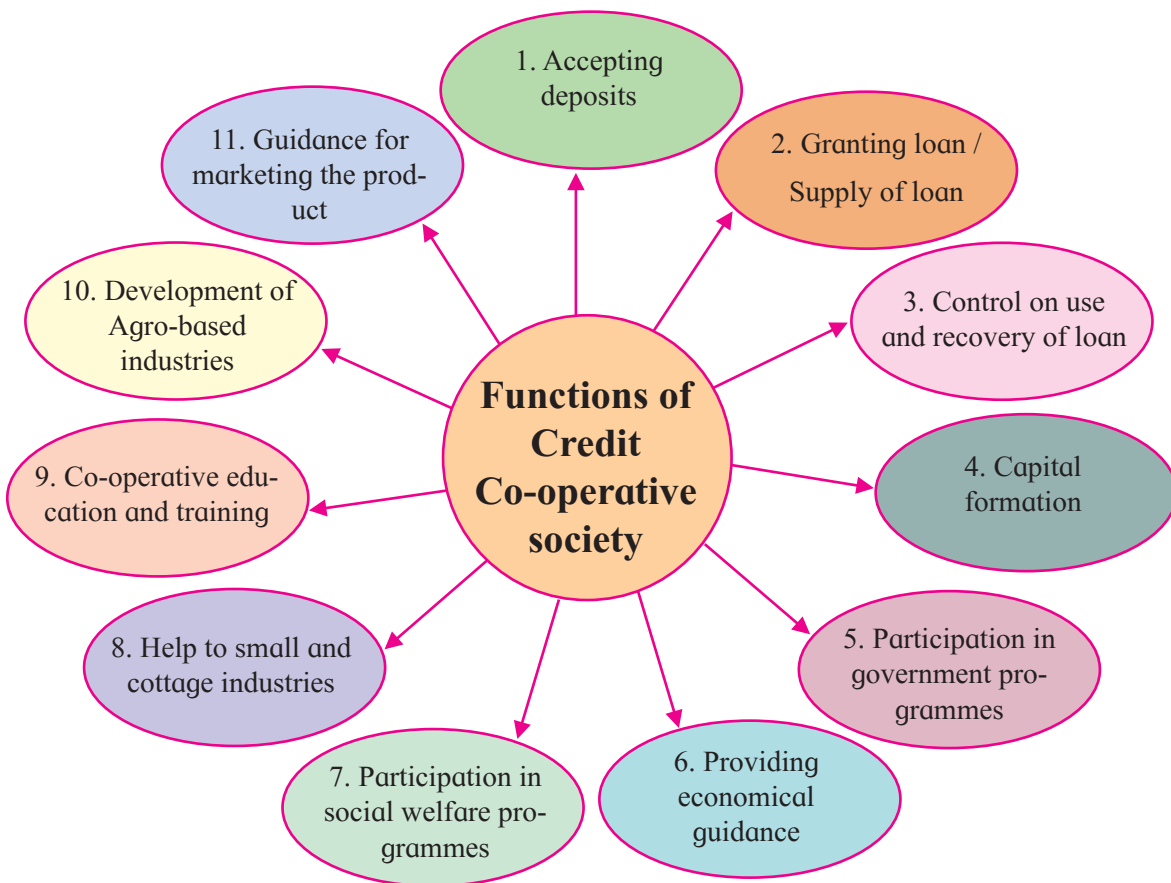 1. Accepting
deposits
2. Granting loan /
Supply of loan
3. Control on use
and recovery of loan
4. Capital
formation
5. Participation in
government pro-
grammes
6. Providing
economical
guidance
7. Participation in
social welfare pro-
grammes
8. Help to small and
cottage industries
9. Co-operative edu-
cation and training
10. Development of
Agro-based
industries
11. Guidance for
marketing the prod-
uct
Functions of
Credit
Co-operative
society